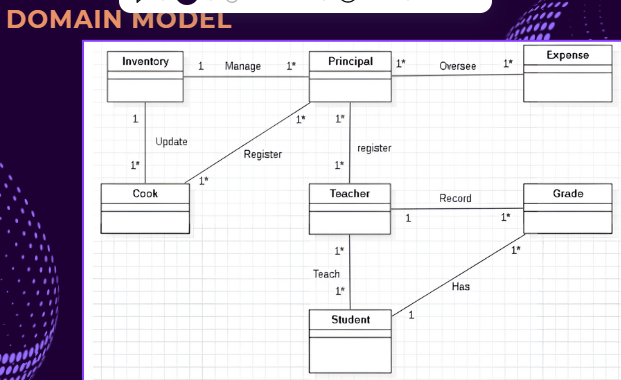 DOMAIN MODEL
Inventory
1 Manage 1*
Principal
1* Oversee 1*
Expense
1
Update
1*
1*
Register
1*
1*
register
1*
Cook
Teacher
1 Record 1*
Grade
1*
Teach
1*
1*
Has
1
Student